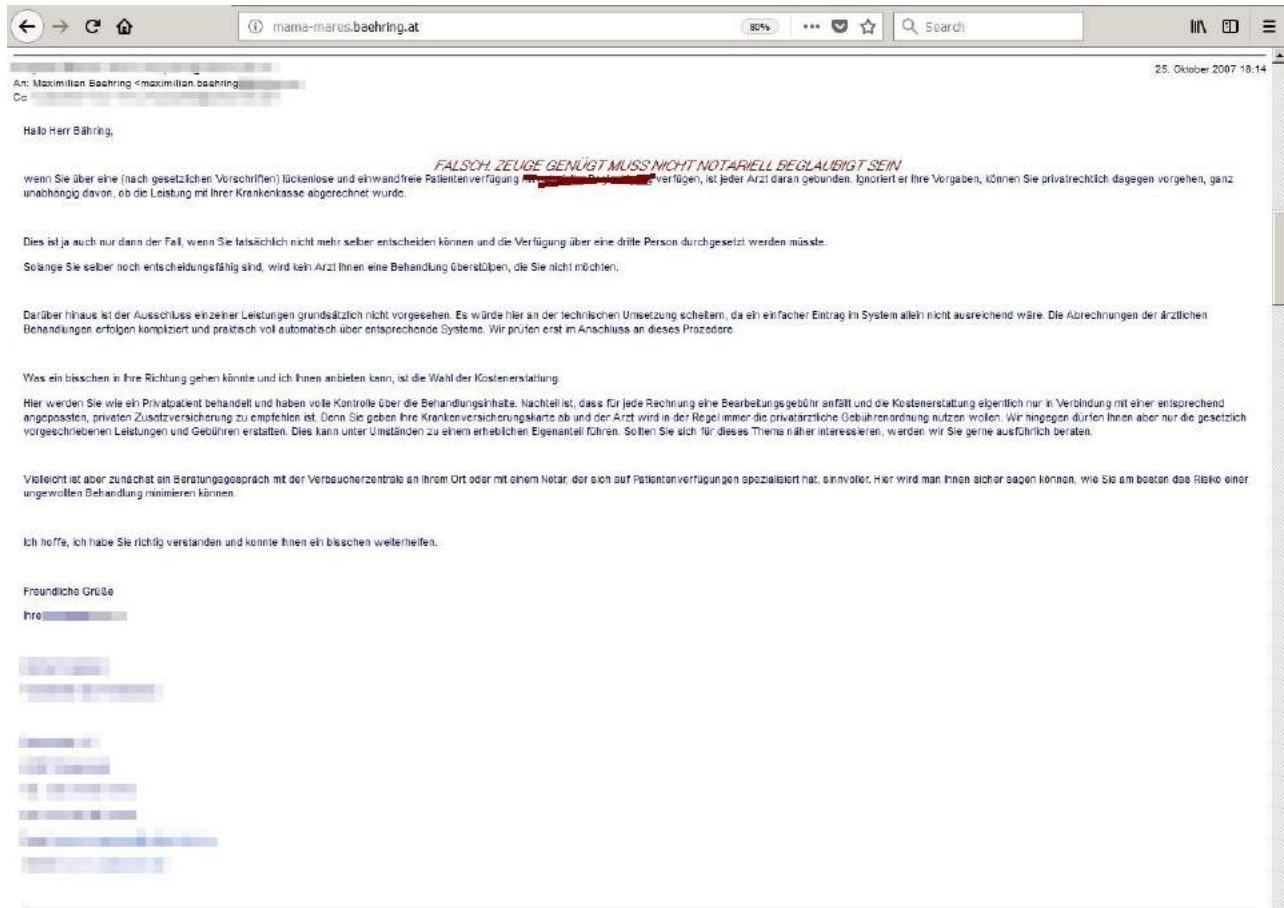 mama-mares.baehring.at
80%
Search
25. Oktober 2007 18:14
An: Maximilian Baehring <maximilian.baehring
Cc
Hallo Herr Bähring,
FALSCH. ZEUGE GENÜGT MUSS NICHT NOTARIELL BEGLAUBIGT SEIN
wenn Sie über eine (nach gesetzlichen Vorschriften) lückenlose und einwandfreie Patientenverfügung verfügen, ist jeder Arzt daran gebunden. Ignoriert er Ihre Vorgaben, können Sie privatrechtlich dagegen vorgehen, ganz
unabhängig davon, ob die Leistung mit Ihrer Krankenkasse abgerechnet wurde.
Dies ist ja auch nur dann der Fall, wenn Sie tatsächlich nicht mehr selber entscheiden können und die Verfügung über eine dritte Person durchgesetzt werden müsste.
Solange Sie selber noch entscheidungsfähig sind, wird kein Arzt Ihnen eine Behandlung überstülpen, die Sie nicht möchten.
Darüber hinaus ist der Ausschluss einzelner Leistungen grundsätzlich nicht vorgesehen. Es würde hier an der technischen Umsetzung scheitern, da ein einfacher Eintrag im System allein nicht ausreichend wäre. Die Abrechnungen der ärztlichen
Behandlungen erfolgen kompliziert und praktisch voll automatisch über entsprechende Systeme. Wir prüfen erst im Anschluss an dieses Prozedere
Was ein bisschen in Ihre Richtung gehen könnte und ich Ihnen anbieten kann, ist die Wahl der Kostenerstattung.
Hier werden Sie wie ein Privatpatient behandelt und haben volle Kontrolle über die Behandlungsinhalte. Nachteil ist, dass für jede Rechnung eine Bearbeitungsgebühr anfällt und die Kostenerstattung eigentlich nur in Verbindung mit einer entsprechend
angepassten, privaten Zusatzversicherung zu empfehlen ist. Denn Sie geben Ihre Krankenversicherungskarte ab und der Arzt wird in der Regel immer die privatärztliche Gebührenordnung nutzen wollen. Wir hingegen dürfen Ihnen aber nur die gesetzlich
vorgeschriebenen Leistungen und Gebühren erstatten. Dies kann unter Umständen zu einem erheblichen Eigenanteil führen. Sollten Sie sich für dieses Thema näher interessieren, werden wir Sie gerne ausführlich beraten.
Vielleicht ist aber zunächst ein Beratungsgespräch mit der Verbaucherzentrale an Ihrem Ort oder mit einem Notar, der sich auf Patientenverfügungen spezialisiert hat, sinnvoller. Hier wird man Ihnen sicher sagen können, wie Sie am besten das Risiko einer
ungewollten Behandlung minimieren können.
Ich hoffe, ich habe Sie richtig verstanden und konnte Ihnen ein bisschen weiterhelfen.
Freundliche Grüße
Ihre